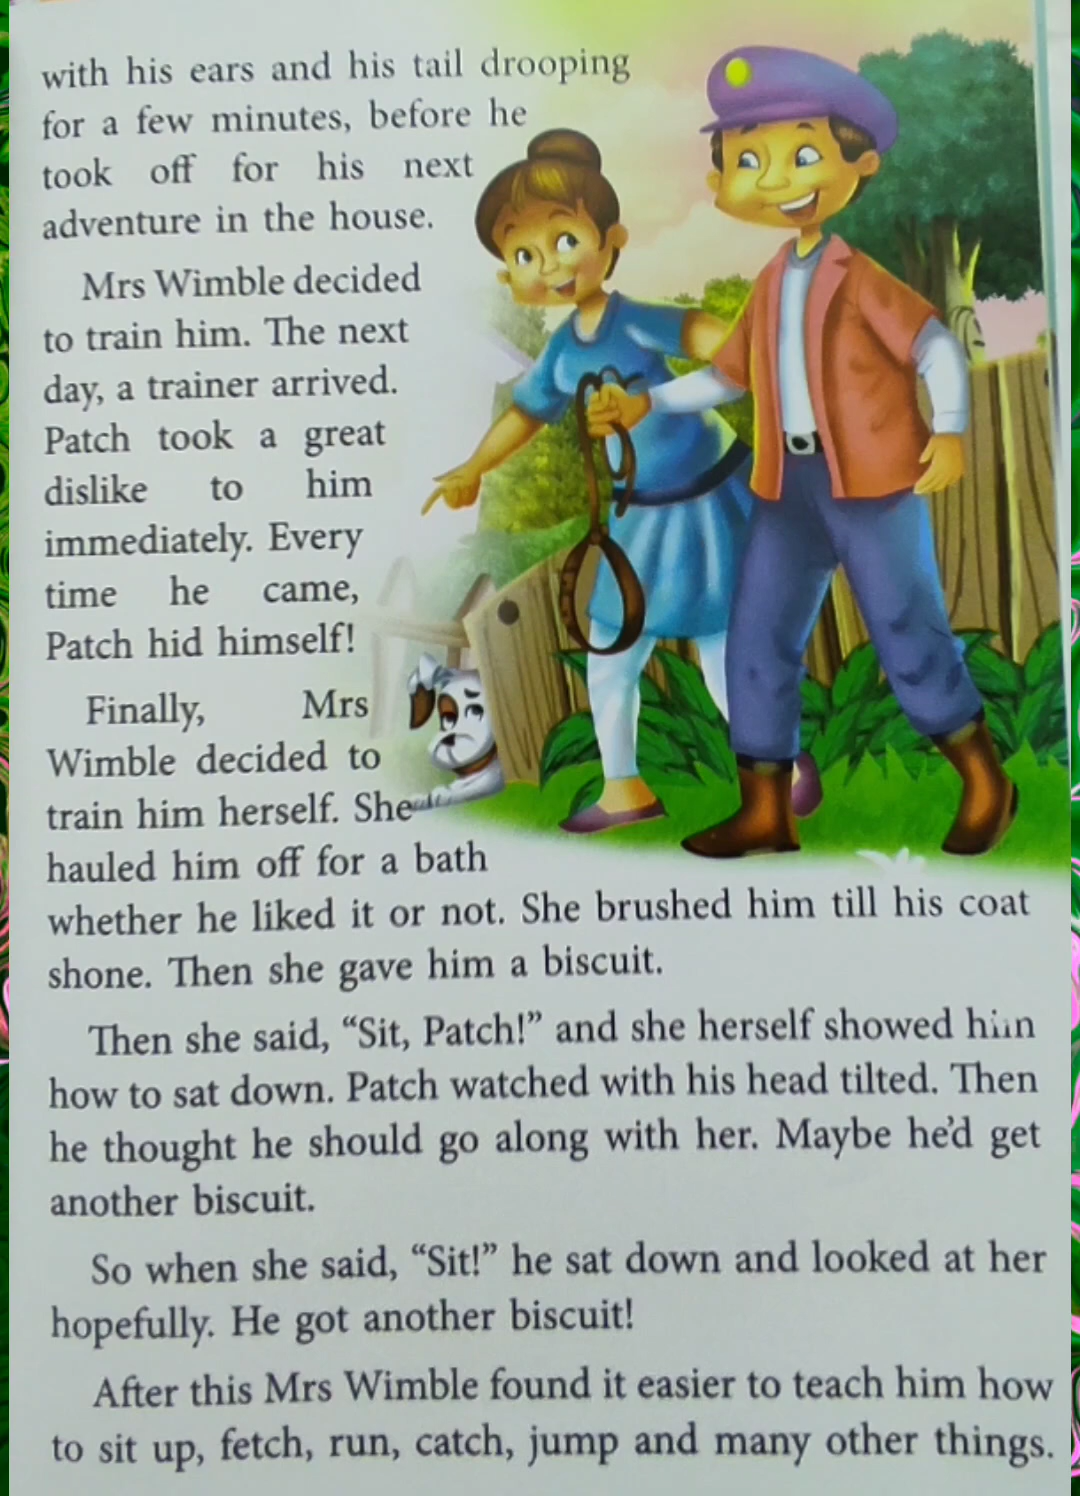 with his ears and his tail drooping
for a few minutes, before he
took off for his next
adventure in the house.
Mrs Wimble decided
to train him. The next
day, a trainer arrived.
Patch took a great
dislike to him
immediately. Every
time he came,
Patch hid himself!
Finally, Mrs
Wimble decided to
train him herself. She
hauled him off for a bath
whether he liked it or not. She brushed him till his coat
shone. Then she gave him a biscuit.
Then she said, “Sit, Patch!” and she herself showed him
how to sat down. Patch watched with his head tilted. Then
he thought he should go along with her. Maybe he’d get
another biscuit.
So when she said, “Sit!” he sat down and looked at her
hopefully. He got another biscuit!
After this Mrs Wimble found it easier to teach him how
to sit up, fetch, run, catch, jump and many other things.